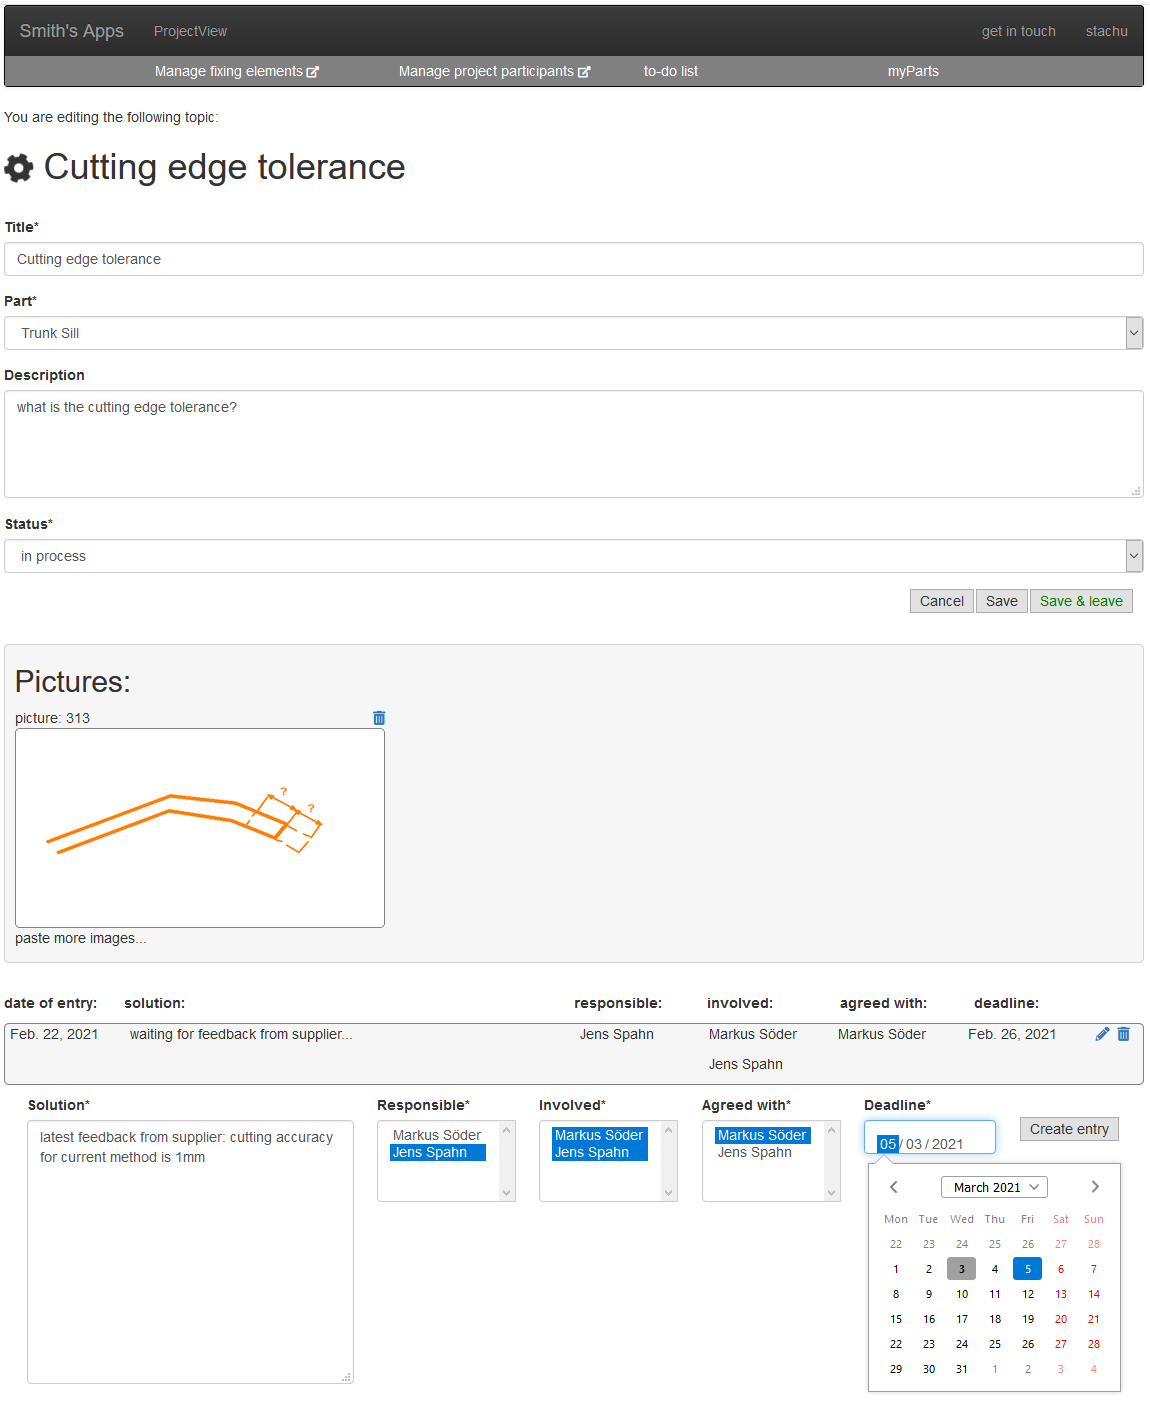 Smith's Apps ProjectView get in touch stachu
Manage fixing elements Manage project participants to-do list myParts
You are editing the following topic:
Cutting edge tolerance
Title*
Cutting edge tolerance
Part*
Trunk Sill
Description
what is the cutting edge tolerance?
Status*
in process
Cancel Save Save & leave
Pictures:
picture: 313
?
?
paste more images...
date of entry: solution: responsible: involved: agreed with: deadline:
Feb. 22, 2021 waiting for feedback from supplier... Jens Spahn Markus Söder Markus Söder Feb. 26, 2021
Jens Spahn
Solution* Responsible* Involved* Agreed with* Deadline*
latest feedback from supplier: cutting accuracy
for current method is 1mm
Markus Söder
Jens Spahn
Markus Söder
Jens Spahn
Markus Söder
Jens Spahn
05/ 03 / 2021
Create entry
March 2021
Mon Tue Wed Thu Fri Sat Sun
22 23 24 25 26 27 28
1 2 3 4 5 6 7
8 9 10 11 12 13 14
15 16 17 18 19 20 21
22 23 24 25 26 27 28
29 30 31 1 2 3 4